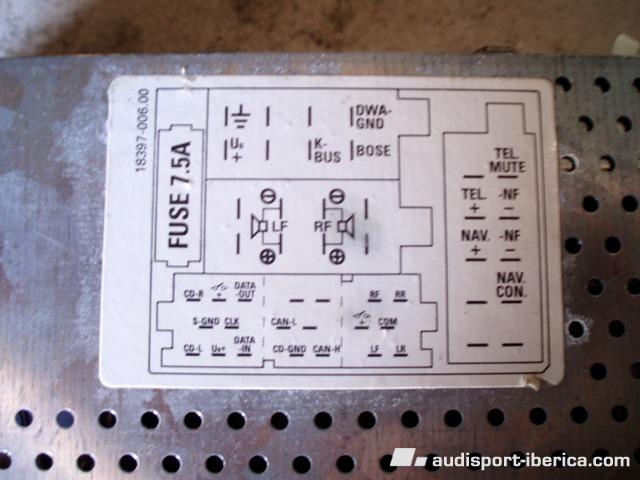 18397-006.00
FUSE 7.5A
DWA-
GND
U_s
+
K-
BUS
BOSE
LF
RF
CD-R
+
DATA
-OUT
S-GND CLK
CD-L U_s+ DATA
-IN
CAN-L
CD-GND CAN-H
RF RR
+
COM
LF LR
TEL.
MUTE
TEL. -NF
+ −
NAV. -NF
+ −
NAV.
CON.
audisport-iberica.com